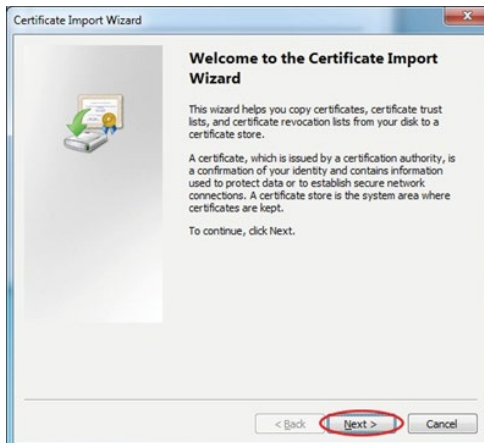 Certificate Import Wizard
Welcome to the Certificate Import
Wizard
This wizard helps you copy certificates, certificate trust
lists, and certificate revocation lists from your disk to a
certificate store.
A certificate, which is issued by a certification authority, is
a confirmation of your identity and contains information
used to protect data or to establish secure network
connections. A certificate store is the system area where
certificates are kept.
To continue, click Next.
< Back Next > Cancel